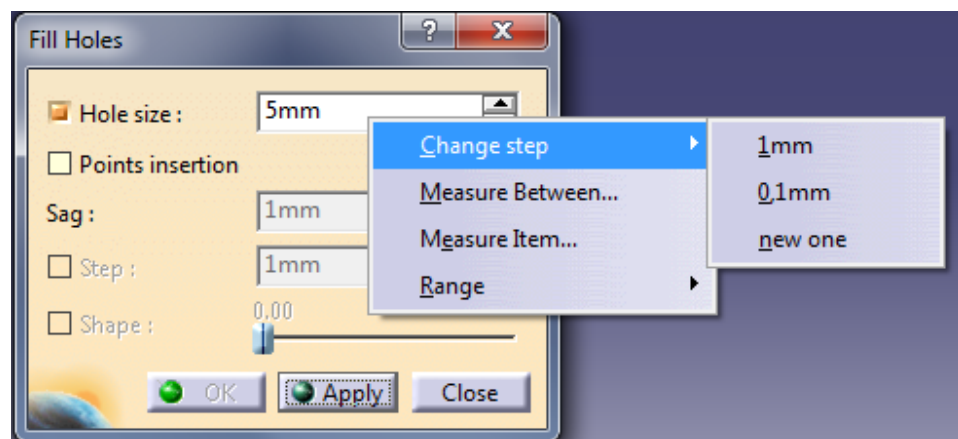 Fill Holes
?
X
Hole size :
5mm
Points insertion
Sag :
1mm
Step :
1mm
Shape :
0,00
OK
Apply
Close
Change step
Measure Between...
Measure Item...
Range
1mm
0,1mm
new one